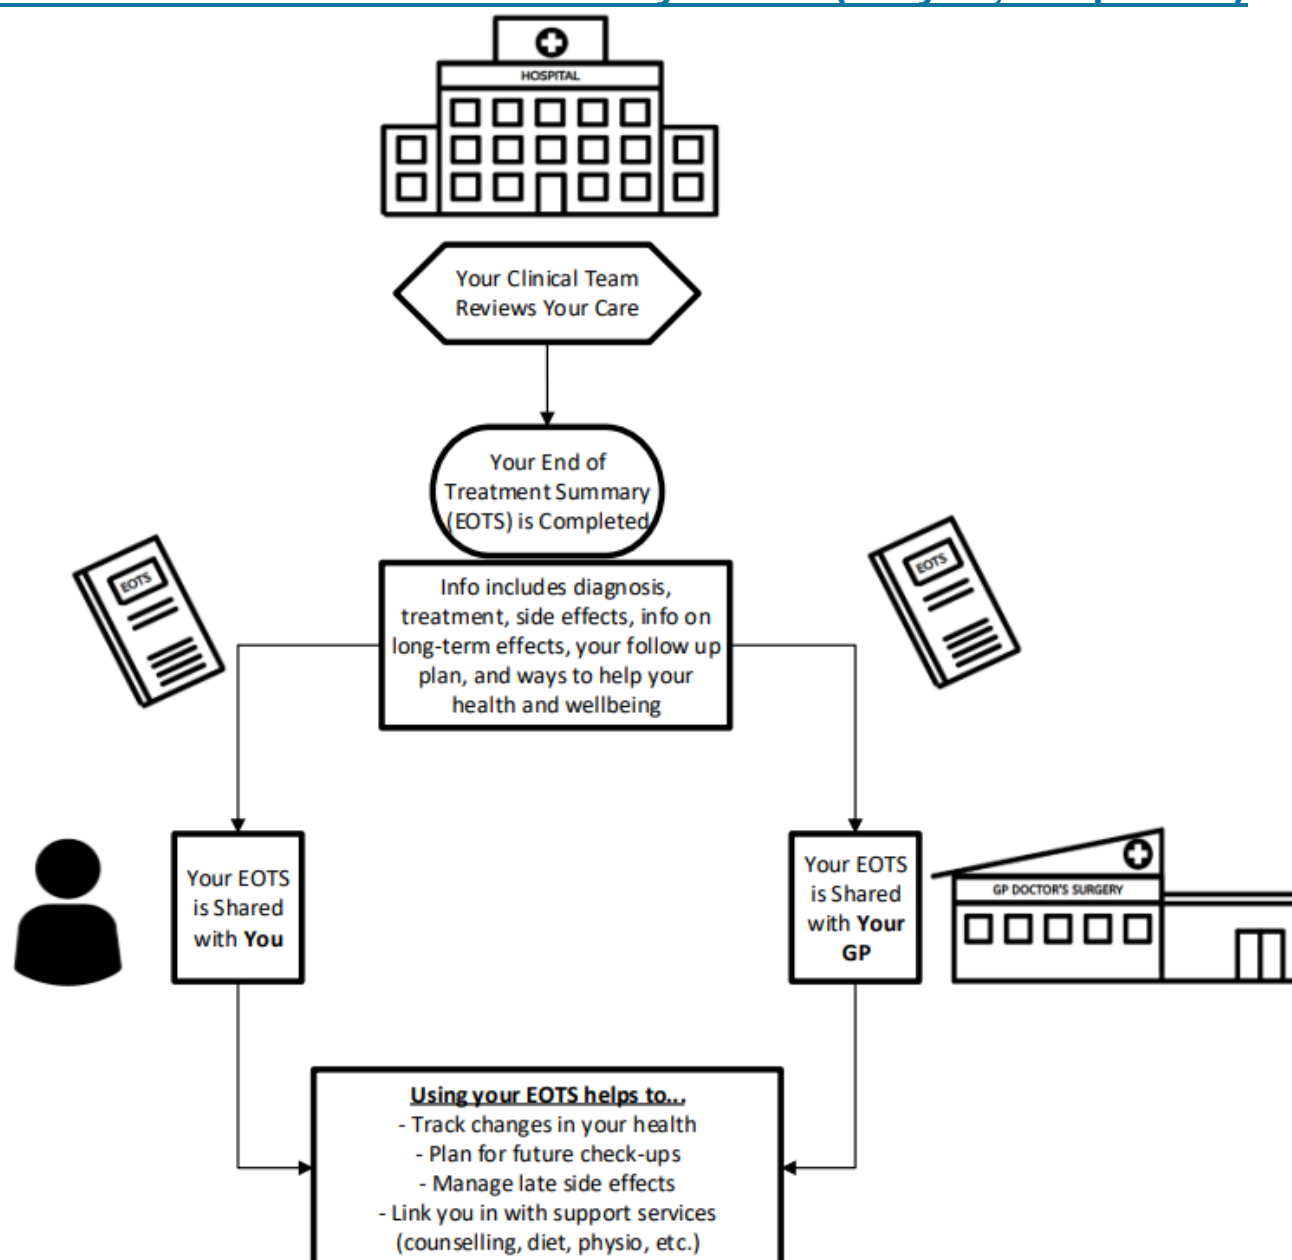 HOSPITAL
Your Clinical Team
Reviews Your Care
Your End of
Treatment Summary
(EOTS) is Completed
EOTS
EOTS
Info includes diagnosis,
treatment, side effects, info on
long-term effects, your follow up
plan, and ways to help your
health and wellbeing
Your EOTS
is Shared
with You
Your EOTS
is Shared
with Your
GP
GP DOCTOR'S SURGERY
Using your EOTS helps to...
- Track changes in your health
- Plan for future check-ups
- Manage late side effects
- Link you in with support services
(counselling, diet, physio, etc.)